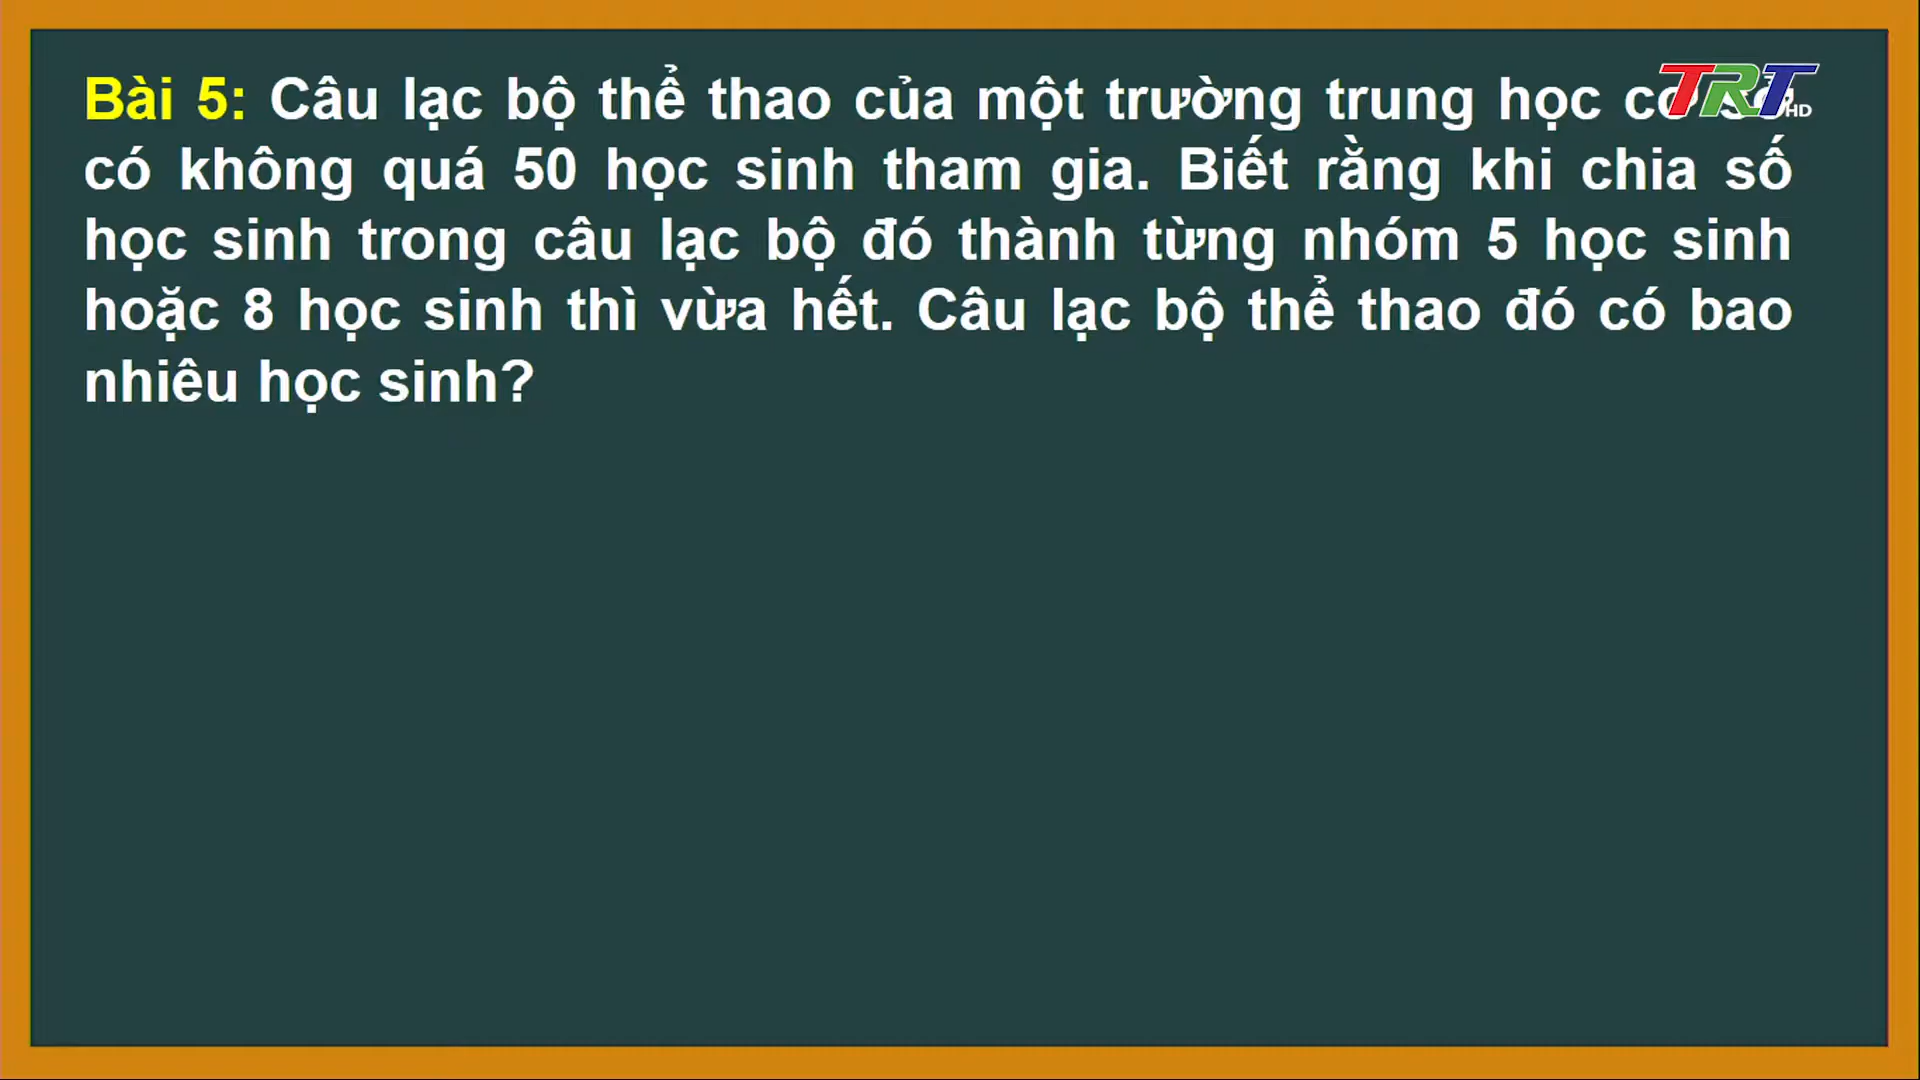 Bài 5: Câu lạc bộ thể thao của một trường trung học cơ sở
TRT HD
có không quá 50 học sinh tham gia. Biết rằng khi chia số
học sinh trong câu lạc bộ đó thành từng nhóm 5 học sinh
hoặc 8 học sinh thì vừa hết. Câu lạc bộ thể thao đó có bao
nhiêu học sinh?